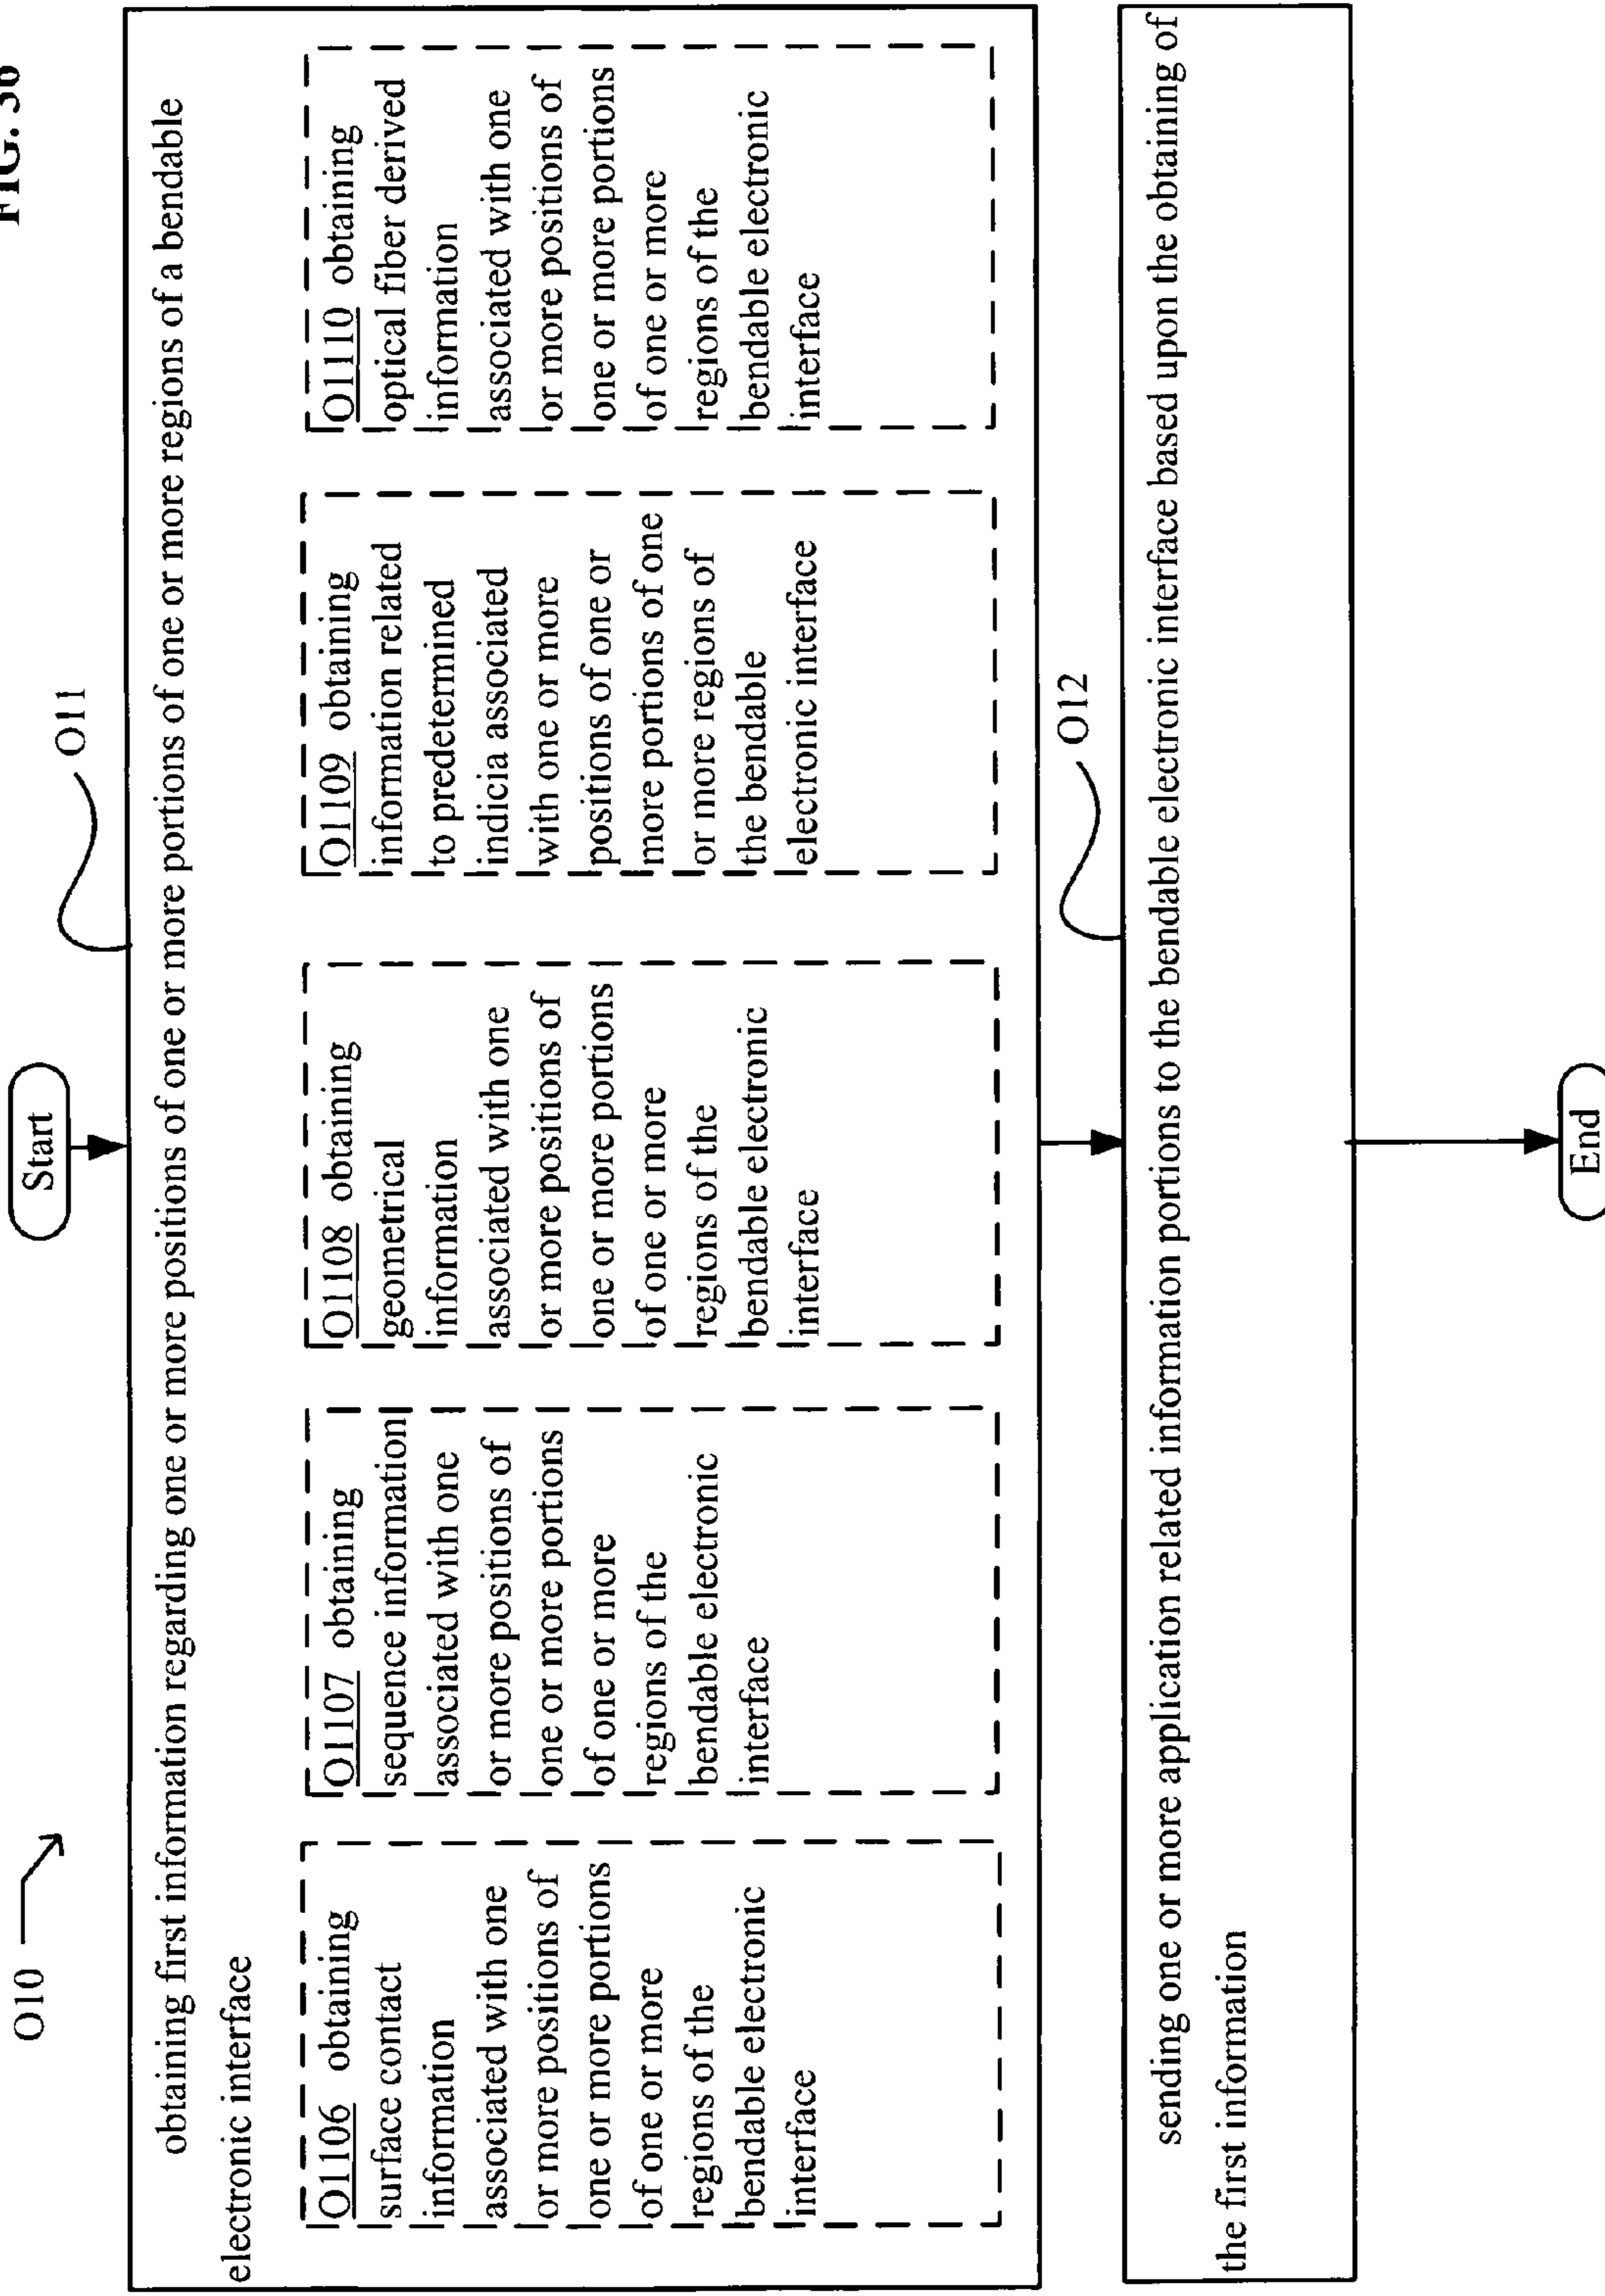 FIG. 36
O10
Start
O11
obtaining first information regarding one or more positions of one or more portions of one or more regions of a bendable
electronic interface
O1106 obtaining
surface contact
information
associated with one
or more positions of
one or more portions
of one or more
regions of the
bendable electronic
interface
O1107 obtaining
sequence information
associated with one
or more positions of
one or more portions
of one or more
regions of the
bendable electronic
interface
O1108 obtaining
geometrical
information
associated with one
or more positions of
one or more portions
of one or more
regions of the
bendable electronic
interface
O1109 obtaining
information related
to predetermined
indicia associated
with one or more
positions of one or
more portions of one
or more regions of
the bendable
electronic interface
O1110 obtaining
optical fiber derived
information
associated with one
or more positions of
one or more portions
of one or more
regions of the
bendable electronic
interface
O12
sending one or more application related information portions to the bendable electronic interface based upon the obtaining of
the first information
End